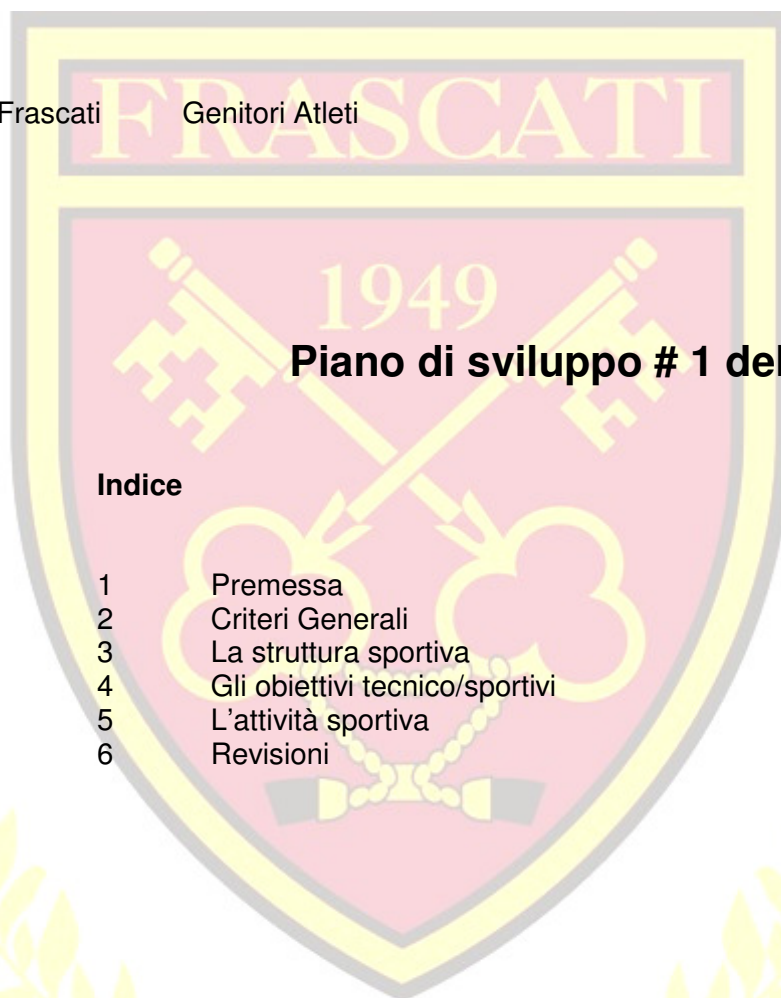 Frascati Genitori Atleti
FRASCATI
1949
Piano di sviluppo # 1 del
Indice
1 Premessa
2 Criteri Generali
3 La struttura sportiva
4 Gli obiettivi tecnico/sportivi
5 L'attività sportiva
6 Revisioni